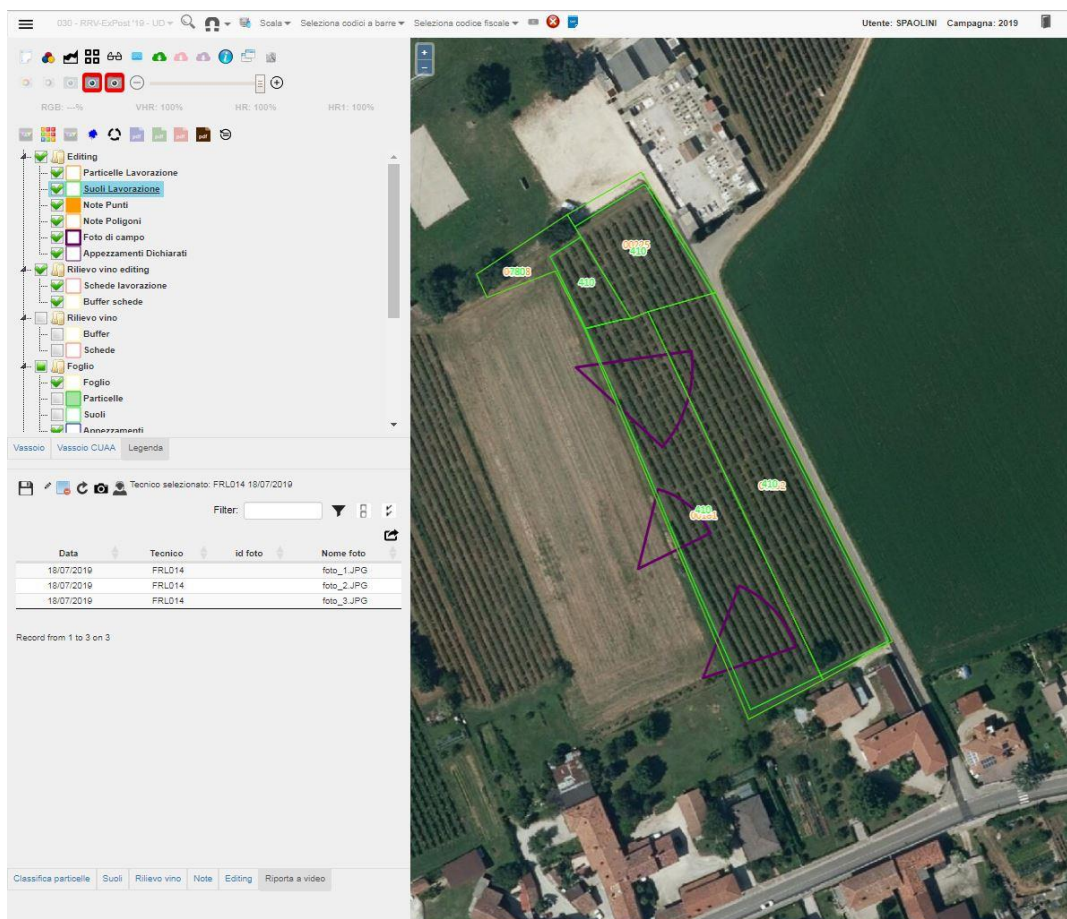 030 - RRV-ExPost '19 - UD Scala Seleziona codici a barre Seleziona codice fiscale Utente: SPAOLINI Campagna: 2019
RGB: ---% VHR: 100% HR: 100% HR1: 100%
pdf pdf pdf pdf
Editing
Particelle Lavorazione
Suoli Lavorazione
Note Punti
Note Poligoni
Foto di campo
Appezzamenti Dichiarati
Rilievo vino editing
Schede lavorazione
Buffer schede
Rilievo vino
Buffer
Schede
Foglio
Foglio
Particelle
Suoli
Appezzamenti
Vassoio Vassoio CUAA Legenda
Tecnico selezionato: FRL014 18/07/2019
Filter:
Data Tecnico id foto Nome foto
18/07/2019 FRL014 foto_1.JPG
18/07/2019 FRL014 foto_2.JPG
18/07/2019 FRL014 foto_3.JPG
Record from 1 to 3 on 3
Classifica particelle Suoli Rilievo vino Note Editing Riporta a video
+
−
410
410
410
410